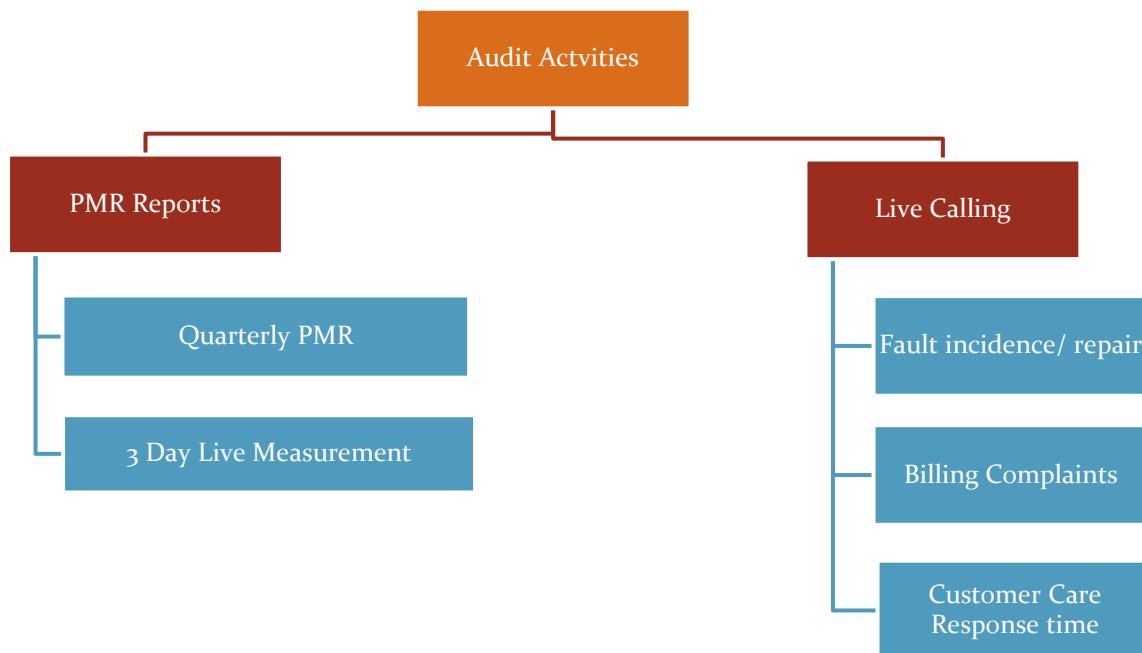 Audit Actvities
PMR Reports
Live Calling
Quarterly PMR
3 Day Live Measurement
Fault incidence/ repair
Billing Complaints
Customer Care
Response time